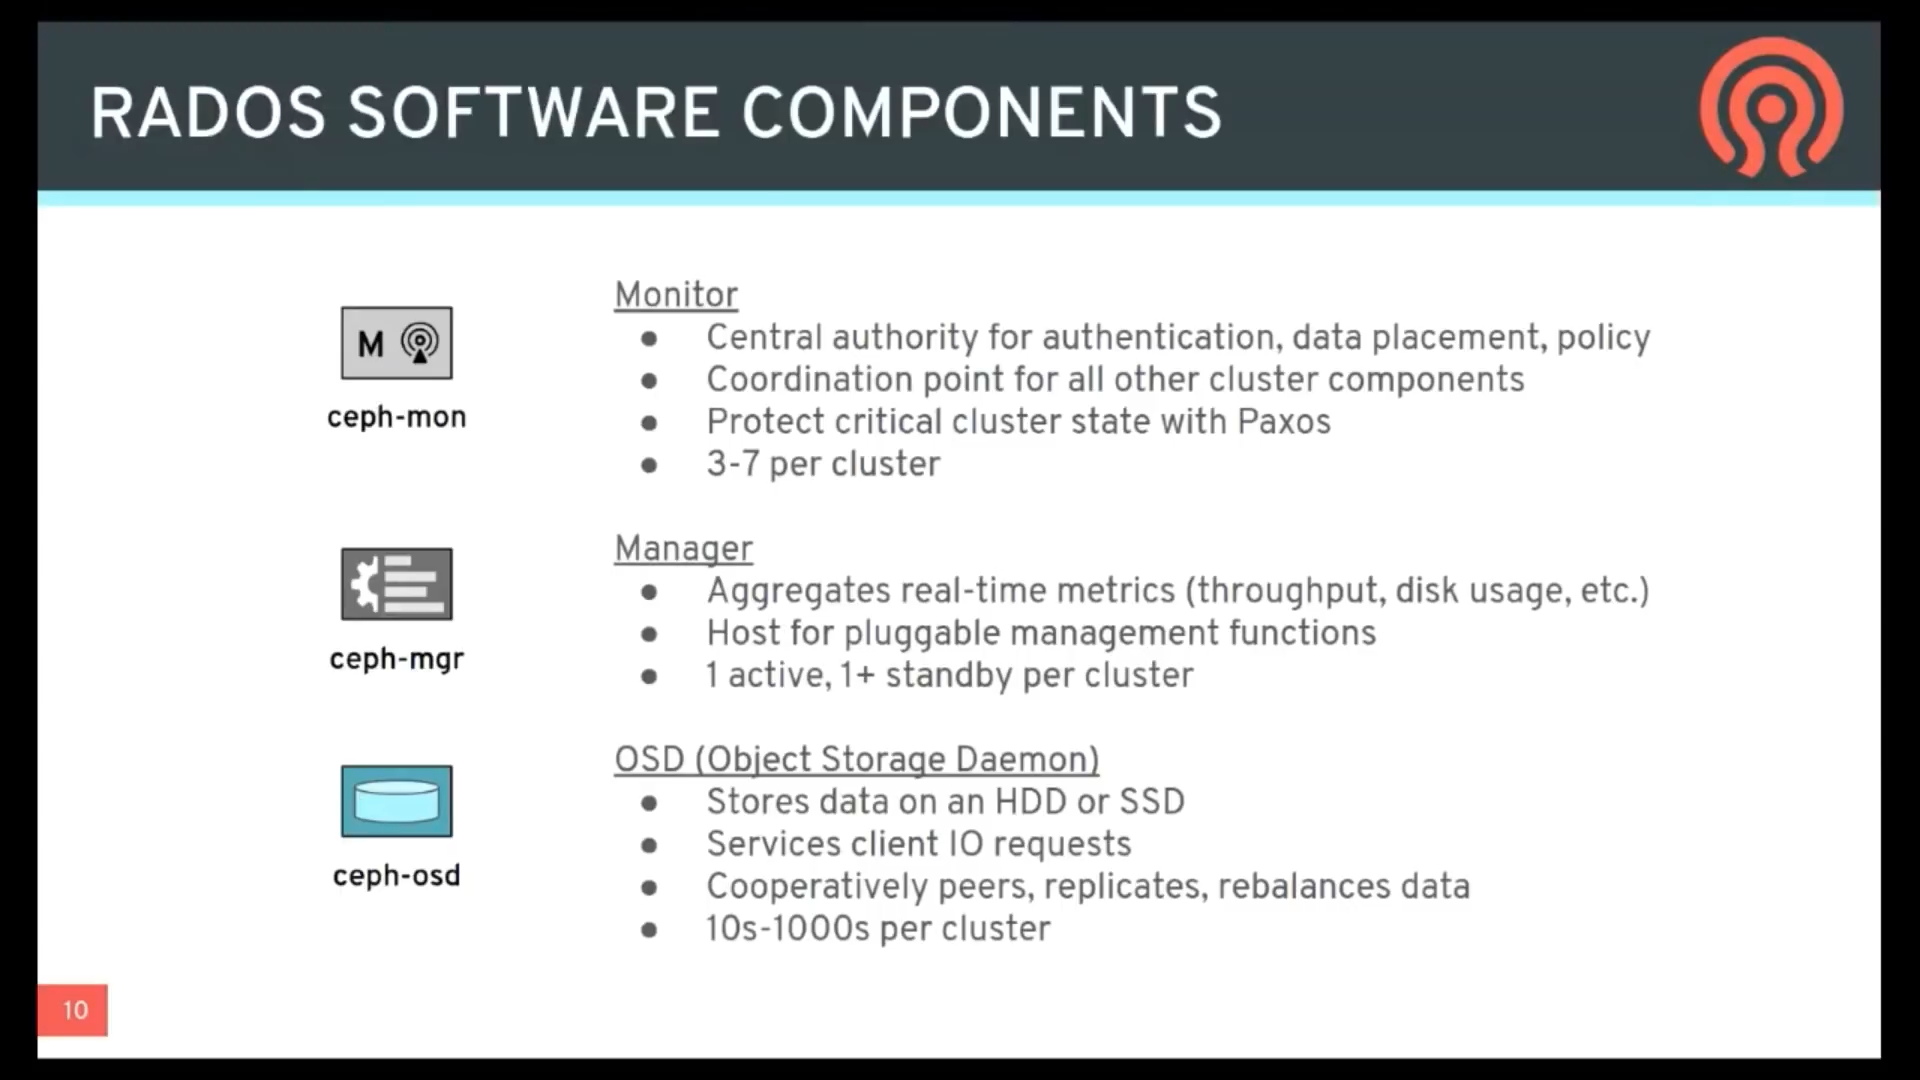 RADOS SOFTWARE COMPONENTS
Monitor
● Central authority for authentication, data placement, policy
● Coordination point for all other cluster components
● Protect critical cluster state with Paxos
● 3-7 per cluster
M
ceph-mon
Manager
● Aggregates real-time metrics (throughput, disk usage, etc.)
● Host for pluggable management functions
● 1 active, 1+ standby per cluster
ceph-mgr
OSD (Object Storage Daemon)
● Stores data on an HDD or SSD
● Services client IO requests
● Cooperatively peers, replicates, rebalances data
● 10s-1000s per cluster
ceph-osd
10